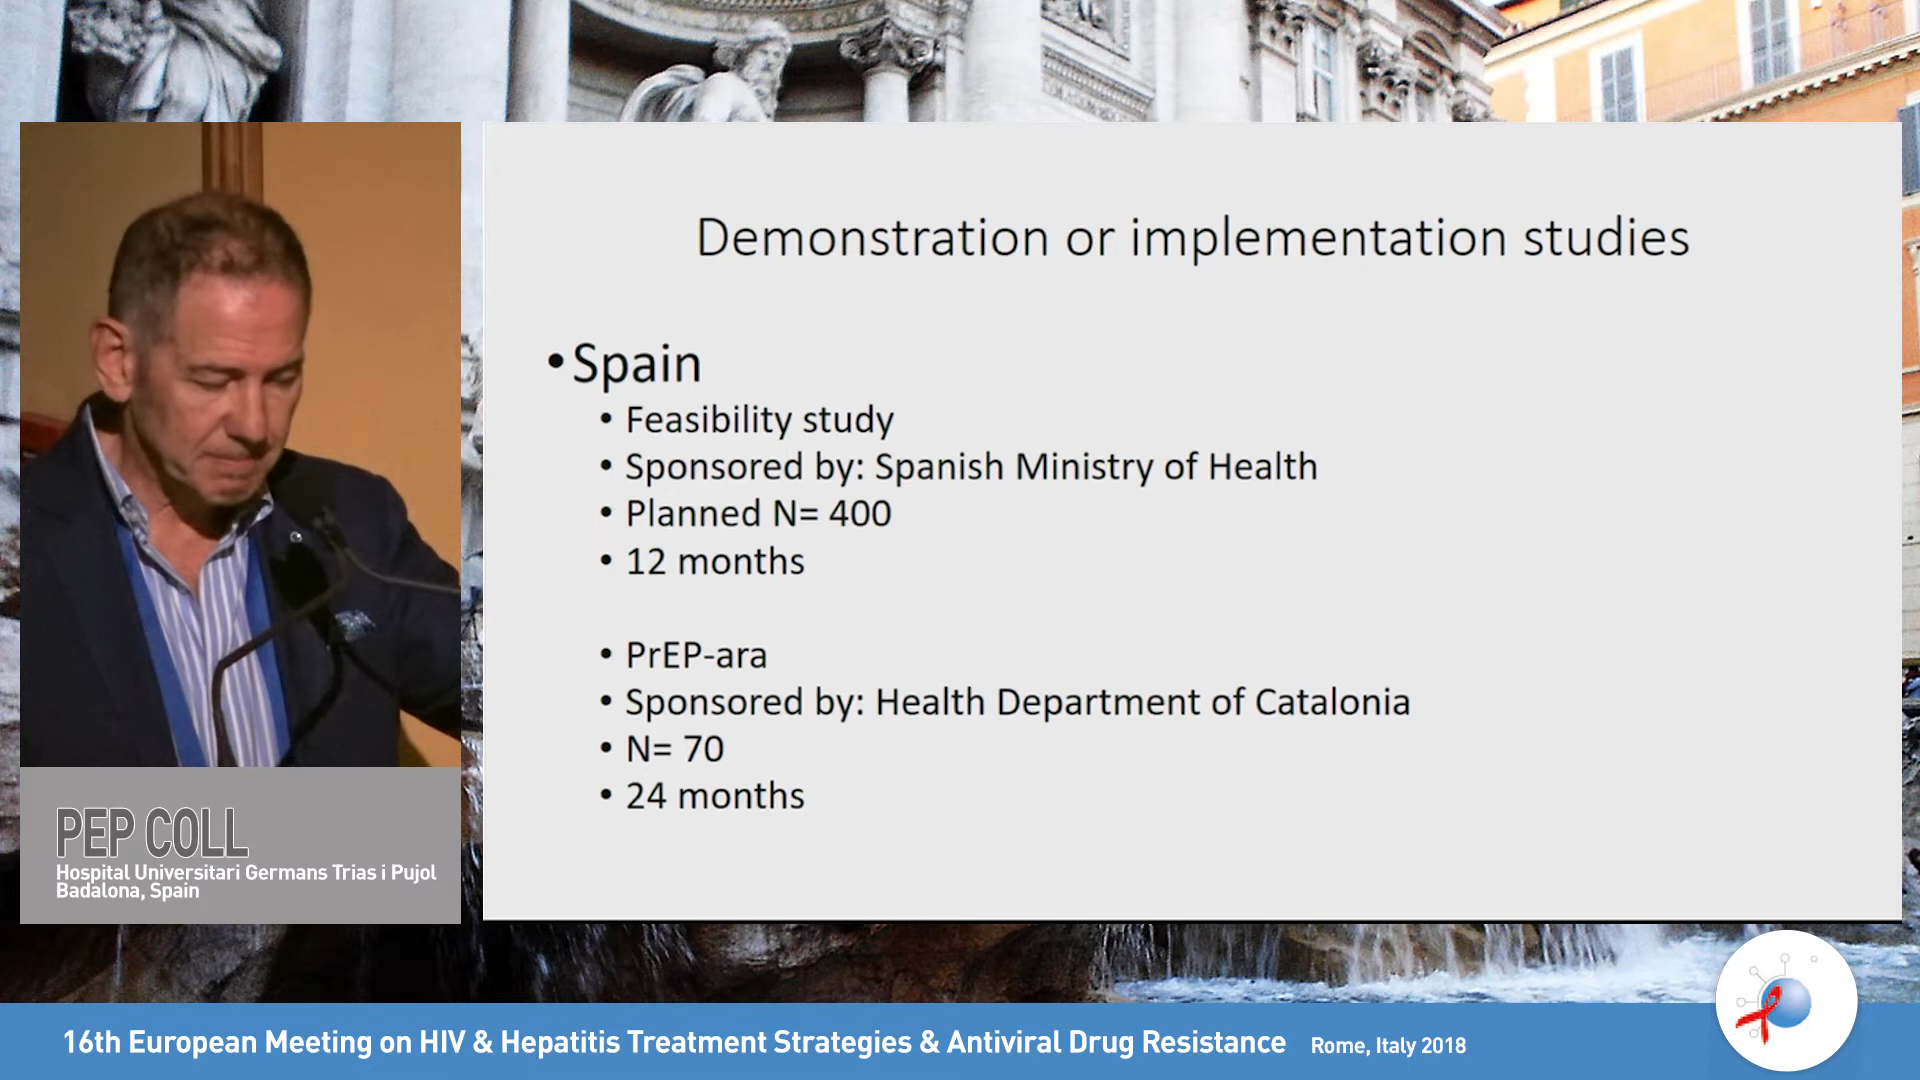 Demonstration or implementation studies
• Spain
• Feasibility study
• Sponsored by: Spanish Ministry of Health
• Planned N= 400
• 12 months
• PrEP-ara
• Sponsored by: Health Department of Catalonia
• N= 70
• 24 months
PEP COLL
Hospital Universitari Germans Trias i Pujol
Badalona, Spain
16th European Meeting on HIV & Hepatitis Treatment Strategies & Antiviral Drug Resistance Rome, Italy 2018